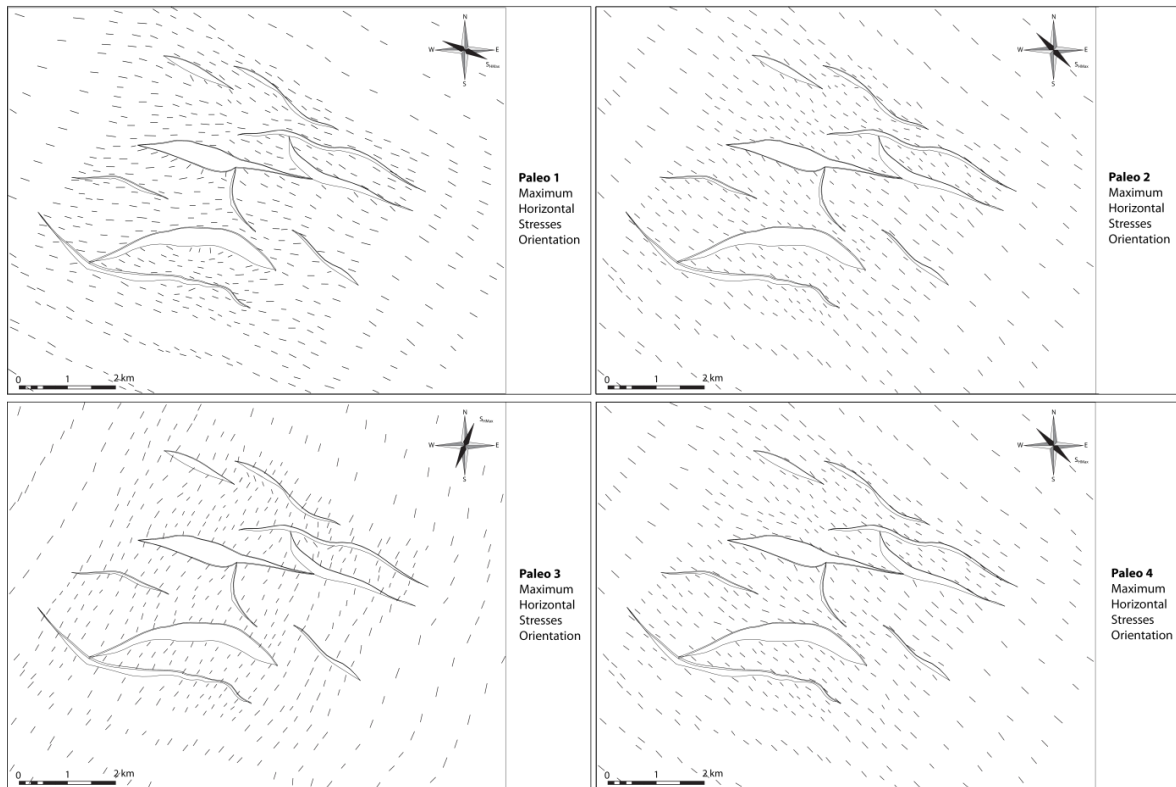 N
W E
S
SHMax
Paleo 1
Maximum
Horizontal
Stresses
Orientation
0 1 2 km
N
W E
S
SHMax
Paleo 2
Maximum
Horizontal
Stresses
Orientation
0 1 2 km
N
SHMax
W E
S
Paleo 3
Maximum
Horizontal
Stresses
Orientation
0 1 2 km
N
W E
S
SHMax
Paleo 4
Maximum
Horizontal
Stresses
Orientation
0 1 2 km